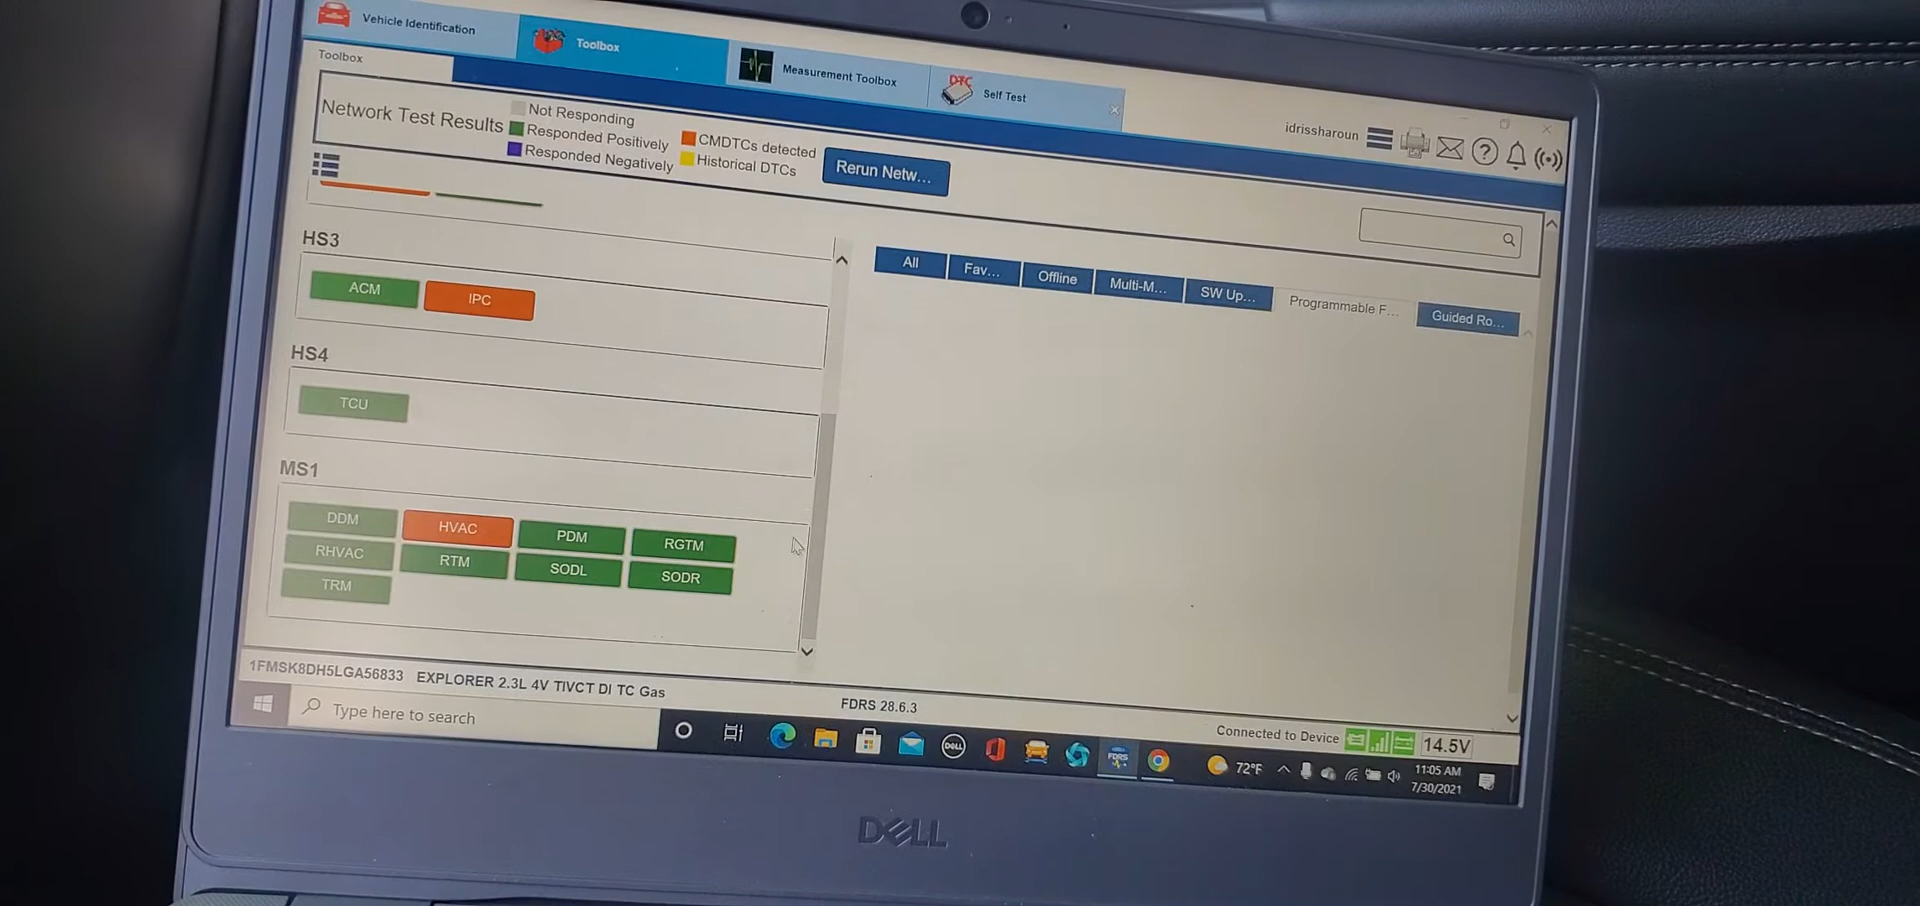 Vehicle Identification
Toolbox
Measurement Toolbox
Self Test
Toolbox
Network Test Results
Not Responding
Responded Positively
Responded Negatively
CMDTCs detected
Historical DTCs
Rerun Netw...
idrissharoun
HS3
ACM
IPC
HS4
TCU
MS1
DDM
HVAC
PDM
RGTM
RHVAC
RTM
SODL
SODR
TRM
All
Fav...
Offline
Multi-M...
SW Up...
Programmable F...
Guided Ro...
1FMSK8DH5LGA56833 EXPLORER 2.3L 4V TIVCT DI TC Gas
FDRS 28.6.3
Connected to Device
14.5V
Type here to search
DELL
FDRS
72°F
11:05 AM
7/30/2021
DELL
DTC
?